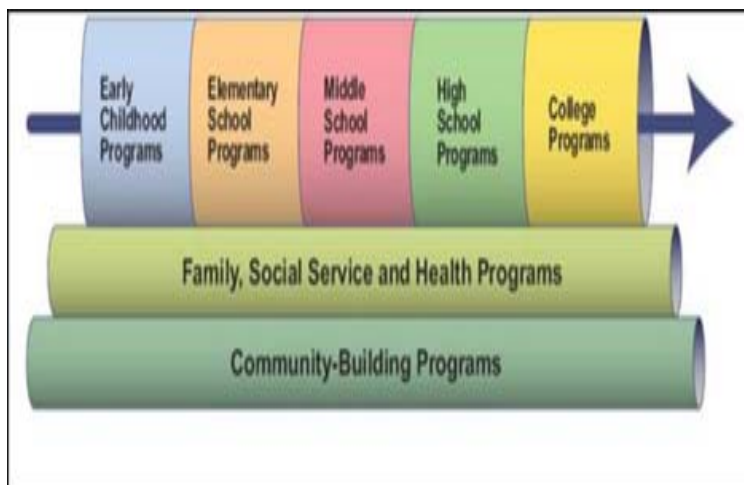 Early
Childhood
Programs
Elementary
School
Programs
Middle
School
Programs
High
School
Programs
College
Programs
Family, Social Service and Health Programs
Community-Building Programs